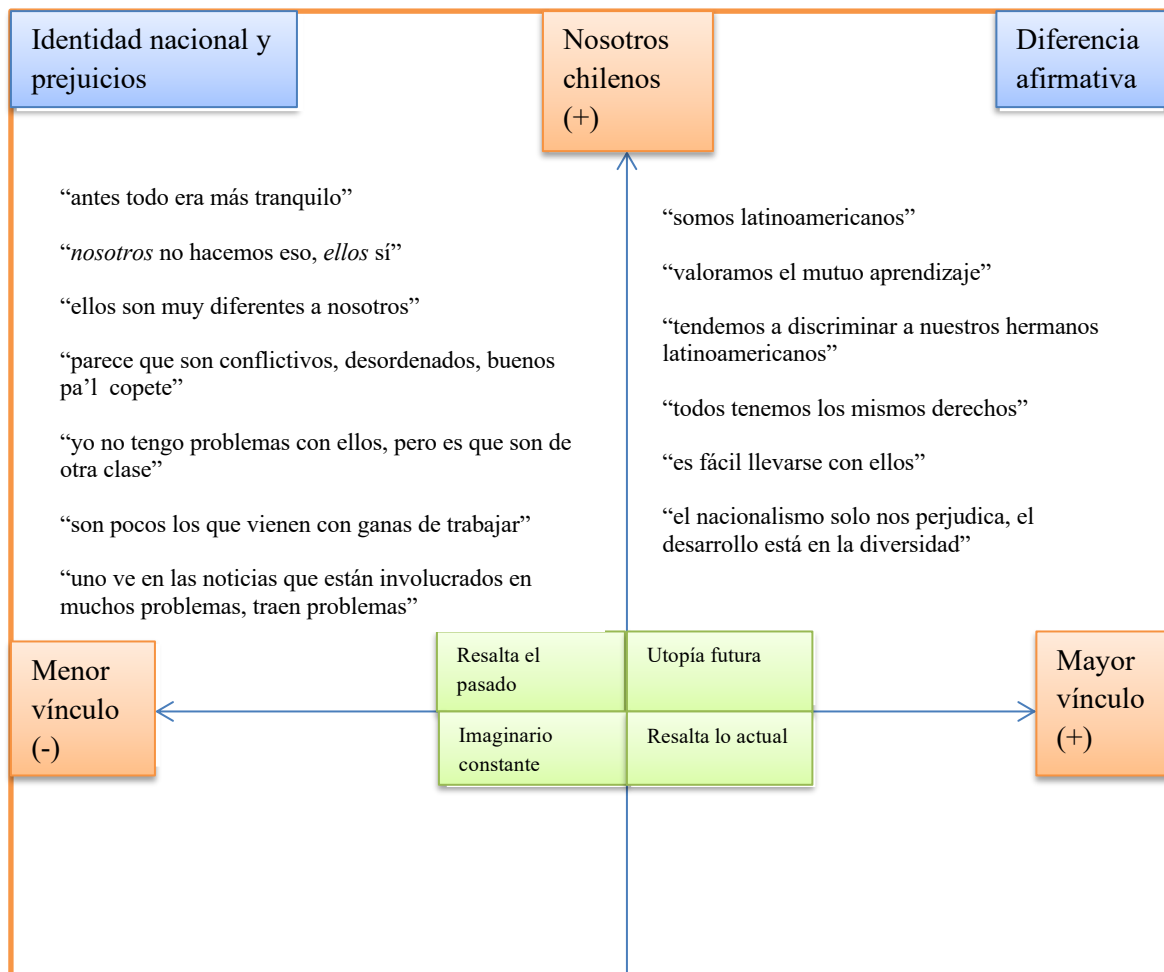 Identidad nacional y
prejuicios
Nosotros
chilenos
(+)
Diferencia
afirmativa
“antes todo era más tranquilo”
“nosotros no hacemos eso, ellos sí”
“ellos son muy diferentes a nosotros”
“parece que son conflictivos, desordenados, buenos
pa’l  copete”
“yo no tengo problemas con ellos, pero es que son de
otra clase”
“son pocos los que vienen con ganas de trabajar”
“uno ve en las noticias que están involucrados en
muchos problemas, traen problemas”
“somos latinoamericanos”
“valoramos el mutuo aprendizaje”
“tendemos a discriminar a nuestros hermanos
latinoamericanos”
“todos tenemos los mismos derechos”
“es fácil llevarse con ellos”
“el nacionalismo solo nos perjudica, el
desarrollo está en la diversidad”
Menor
vínculo
(-)
Resalta el
pasado
Utopía futura
Imaginario
constante
Resalta lo actual
Mayor
vínculo
(+)